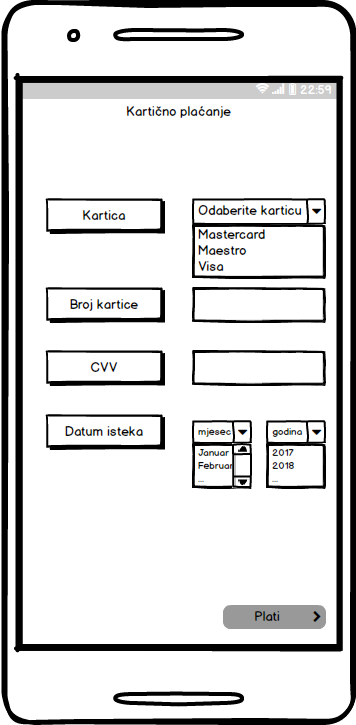 22:59
Kartično plaćanje
Kartica
Odaberite karticu
Mastercard
Maestro
Visa
Broj kartice
CVV
Datum isteka
mjesec
godina
Januar
Februar
...
2017
2018
...
Plati